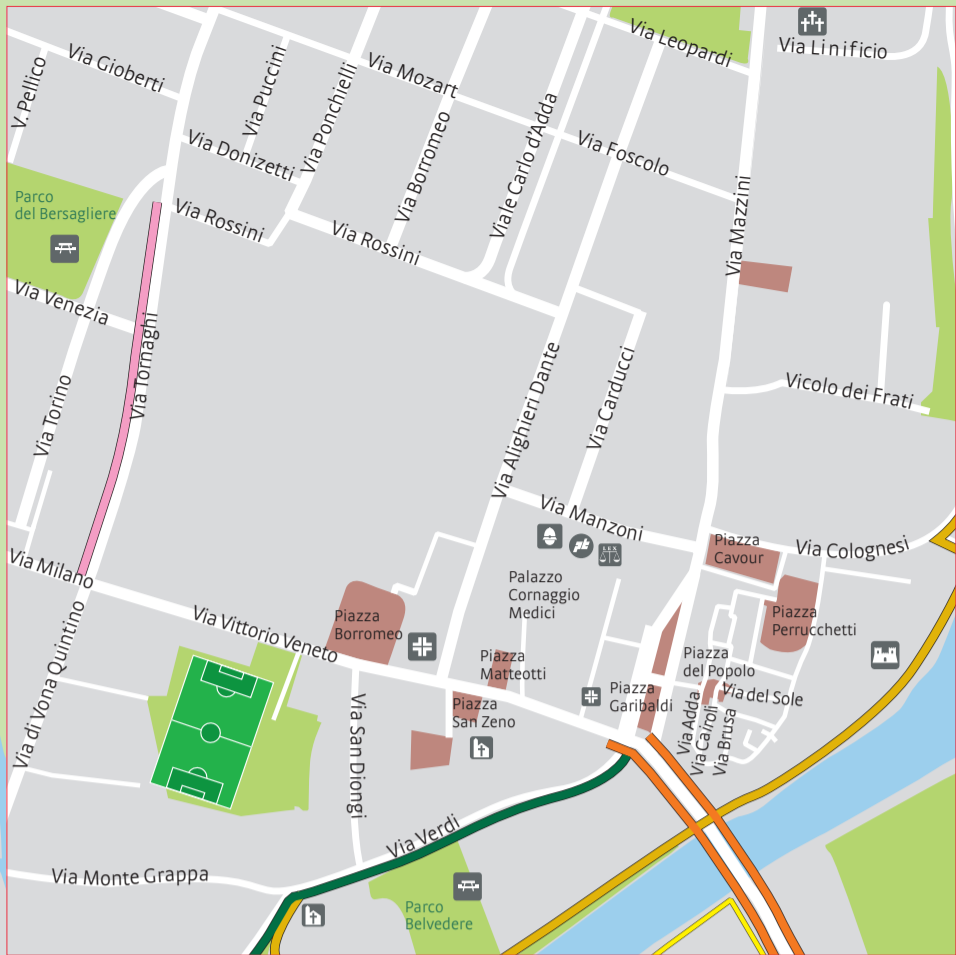 Via Leopardi
Via Linificio
Via Gioberti
V. Pellico
Via Puccini
Via Ponchielli
Via Mozart
Via Borromeo
Viale Carlo d'Adda
Via Foscolo
Via Donizetti
Via Rossini
Via Rossini
Via Mazzini
Parco
del Bersagliere
Via Venezia
Via Tornaghi
Via Torino
Via Alighieri Dante
Via Carducci
Vicolo dei Frati
Via Manzoni
LEX
Piazza
Cavour
Via Colognesi
Via Milano
Palazzo
Cornaggio
Medici
Via Vittorio Veneto
Piazza
Borromeo
Piazza
Perrucchetti
Via di Vona Quintino
Piazza
Matteotti
Piazza
del Popolo
Piazza
Garibaldi
Via del Sole
Piazza
San Zeno
Via Adda
Via Cairoli
Via Brusa
Via San Diongi
Via Verdi
Via Monte Grappa
Parco
Belvedere